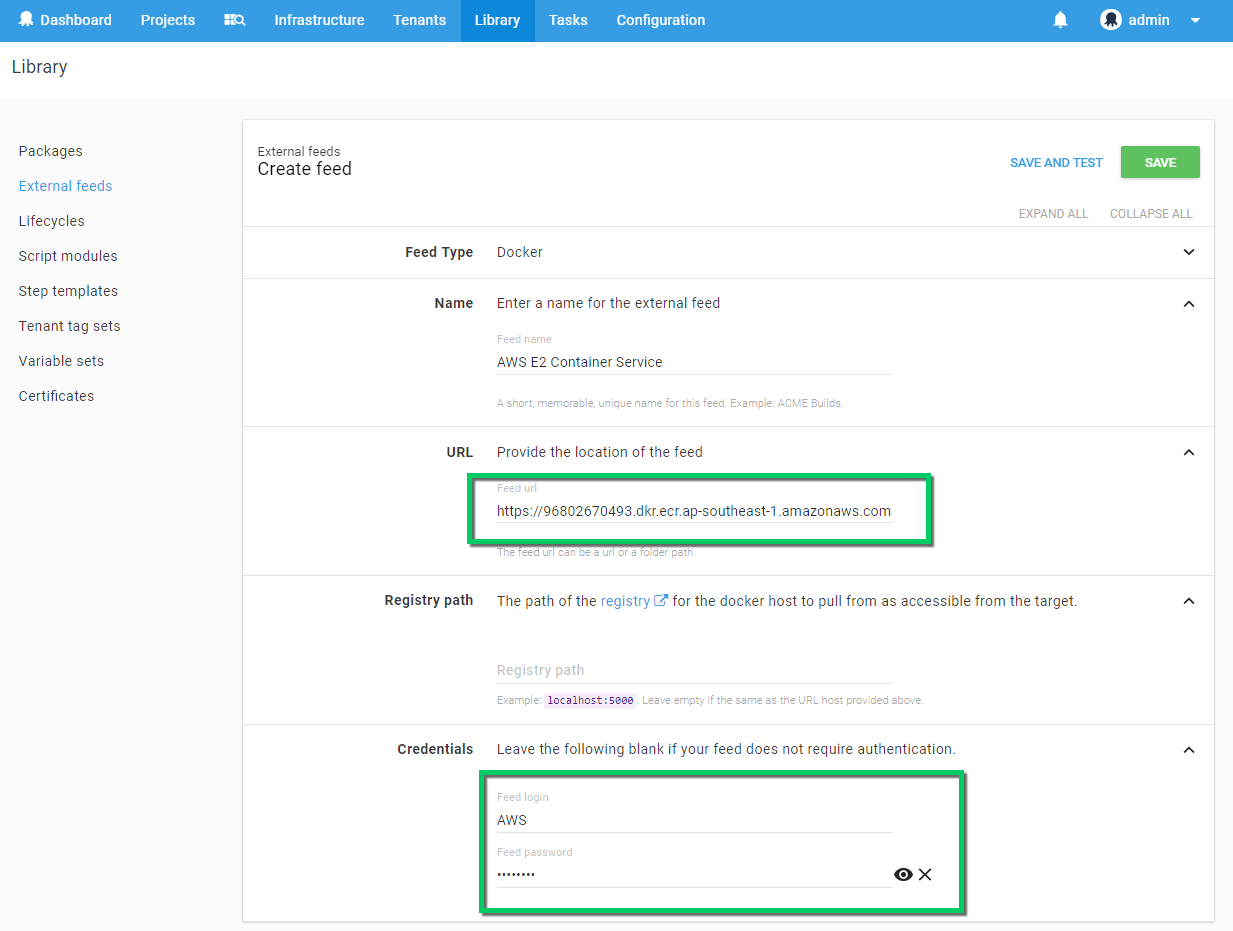 Dashboard Projects Infrastructure Tenants Library Tasks Configuration admin
Library
Packages
External feeds
Lifecycles
Script modules
Step templates
Tenant tag sets
Variable sets
Certificates
External feeds
Create feed
SAVE AND TEST SAVE
EXPAND ALL COLLAPSE ALL
Feed Type Docker
Name Enter a name for the external feed
Feed name
AWS E2 Container Service
A short, memorable, unique name for this feed. Example: ACME Builds.
URL Provide the location of the feed
Feed url
https://96802670493.dkr.ecr.ap-southeast-1.amazonaws.com
The feed url can be a url or a folder path.
Registry path The path of the registry for the docker host to pull from as accessible from the target.
Registry path
Example: localhost:5000. Leave empty if the same as the URL host provided above.
Credentials Leave the following blank if your feed does not require authentication.
Feed login
AWS
Feed password
••••••••